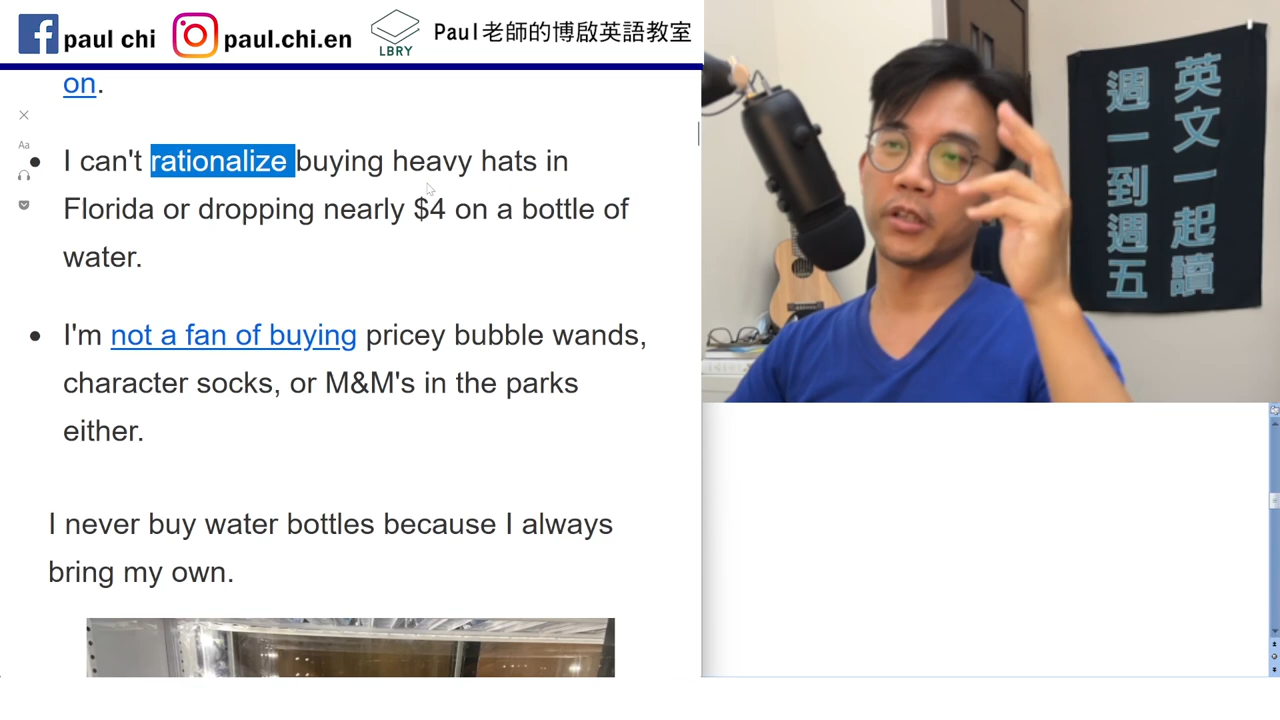 paul chi
paul.chi.en
LBRY
Paul老師的博啟英語教室
on.
Aa
• I can't rationalize buying heavy hats in
Florida or dropping nearly $4 on a bottle of
water.
• I'm not a fan of buying pricey bubble wands,
character socks, or M&M's in the parks
either.
I never buy water bottles because I always
bring my own.
英文一起讀
週一到週五